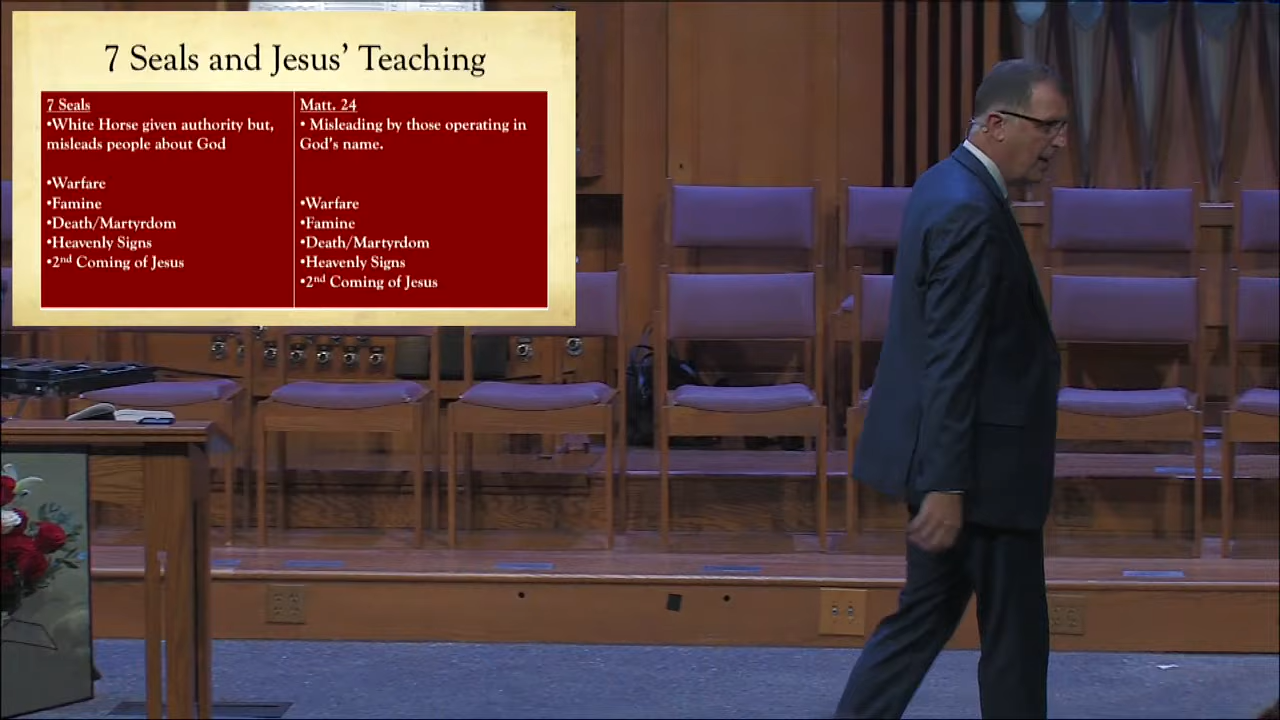 7 Seals and Jesus’ Teaching
7 Seals
•White Horse given authority but,
misleads people about God
•Warfare
•Famine
•Death/Martyrdom
•Heavenly Signs
•2nd Coming of Jesus
Matt. 24
• Misleading by those operating in
God's name.
•Warfare
•Famine
•Death/Martyrdom
•Heavenly Signs
•2nd Coming of Jesus